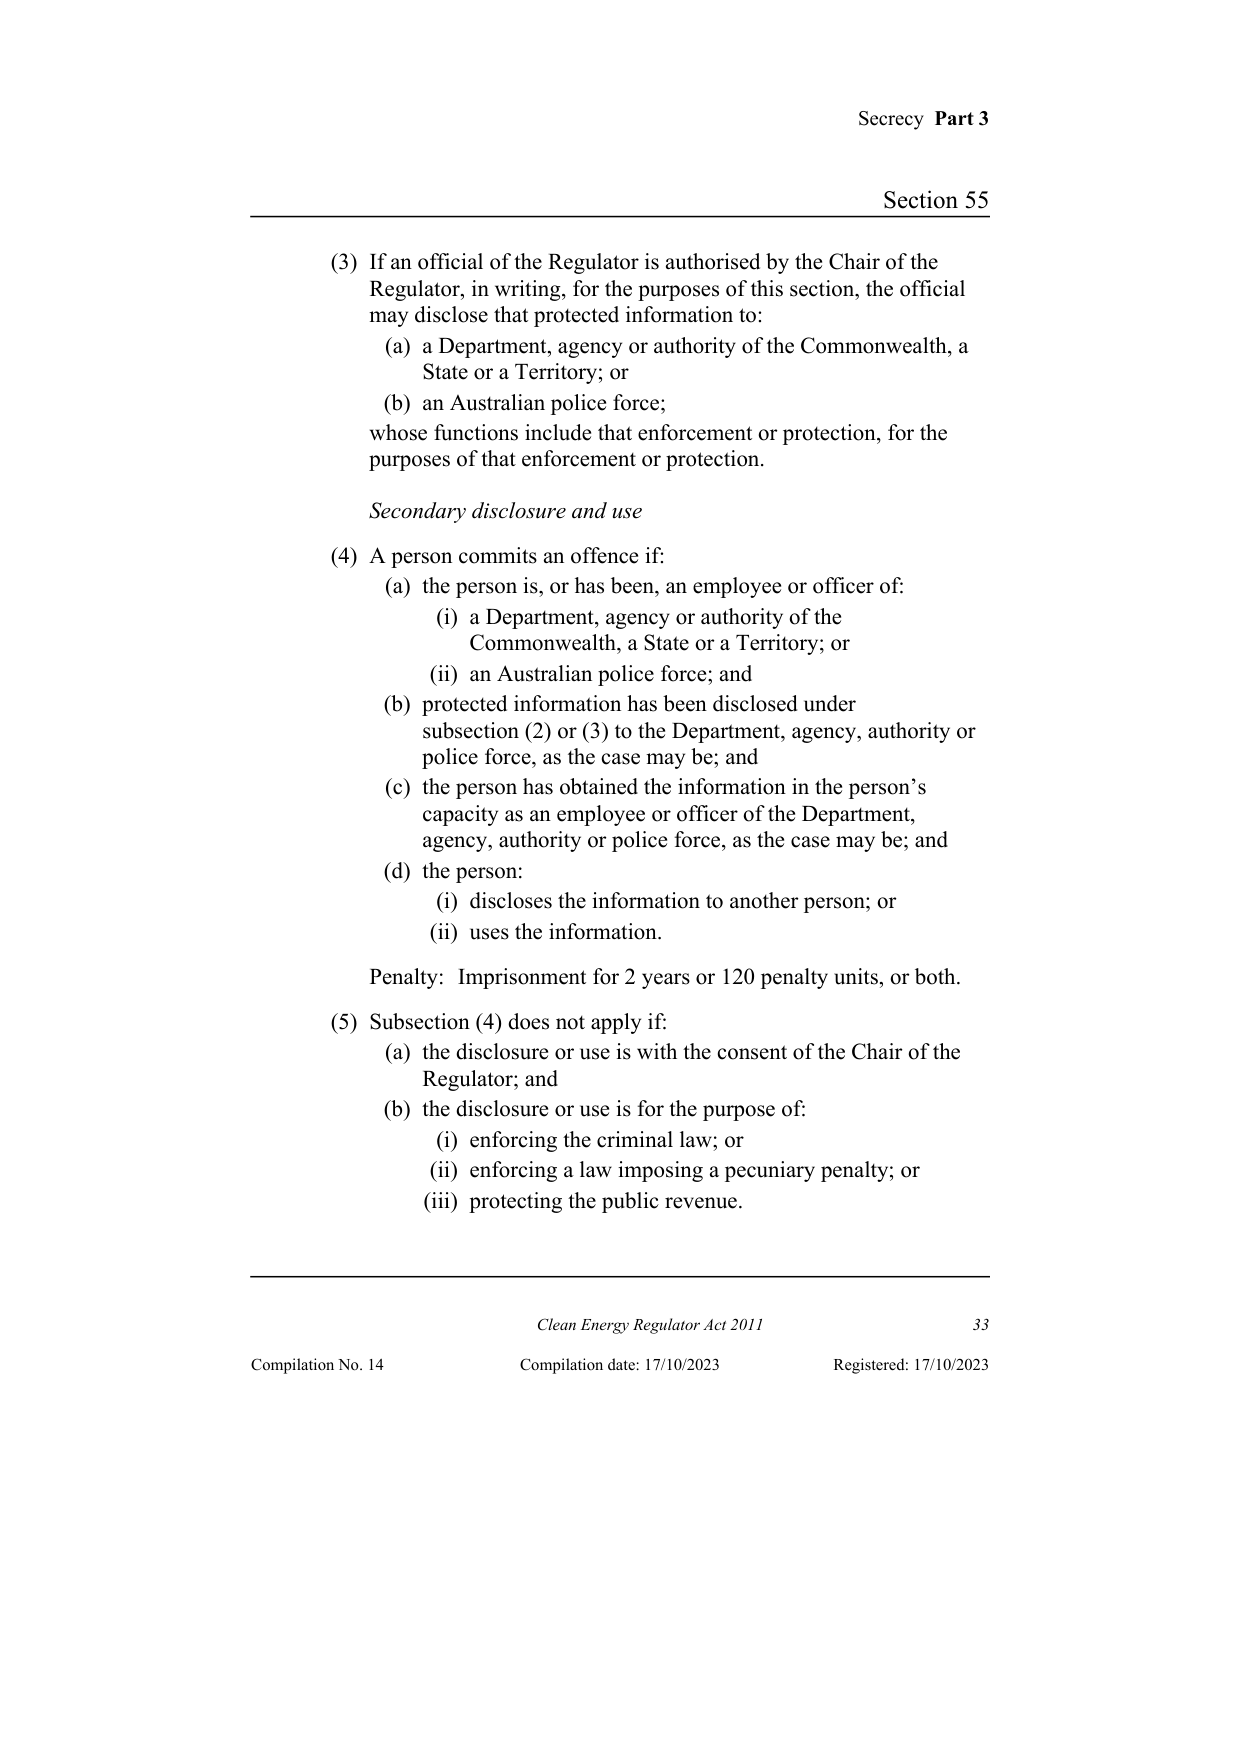 Secrecy Part 3
Section 55
(3) If an official of the Regulator is authorised by the Chair of the
Regulator, in writing, for the purposes of this section, the official
may disclose that protected information to:
(a) a Department, agency or authority of the Commonwealth, a
State or a Territory; or
(b) an Australian police force;
whose functions include that enforcement or protection, for the
purposes of that enforcement or protection.
Secondary disclosure and use
(4) A person commits an offence if:
(a) the person is, or has been, an employee or officer of:
(i) a Department, agency or authority of the
Commonwealth, a State or a Territory; or
(ii) an Australian police force; and
(b) protected information has been disclosed under
subsection (2) or (3) to the Department, agency, authority or
police force, as the case may be; and
(c) the person has obtained the information in the person’s
capacity as an employee or officer of the Department,
agency, authority or police force, as the case may be; and
(d) the person:
(i) discloses the information to another person; or
(ii) uses the information.
Penalty: Imprisonment for 2 years or 120 penalty units, or both.
(5) Subsection (4) does not apply if:
(a) the disclosure or use is with the consent of the Chair of the
Regulator; and
(b) the disclosure or use is for the purpose of:
(i) enforcing the criminal law; or
(ii) enforcing a law imposing a pecuniary penalty; or
(iii) protecting the public revenue.
Clean Energy Regulator Act 2011 33
Compilation No. 14 Compilation date: 17/10/2023 Registered: 17/10/2023